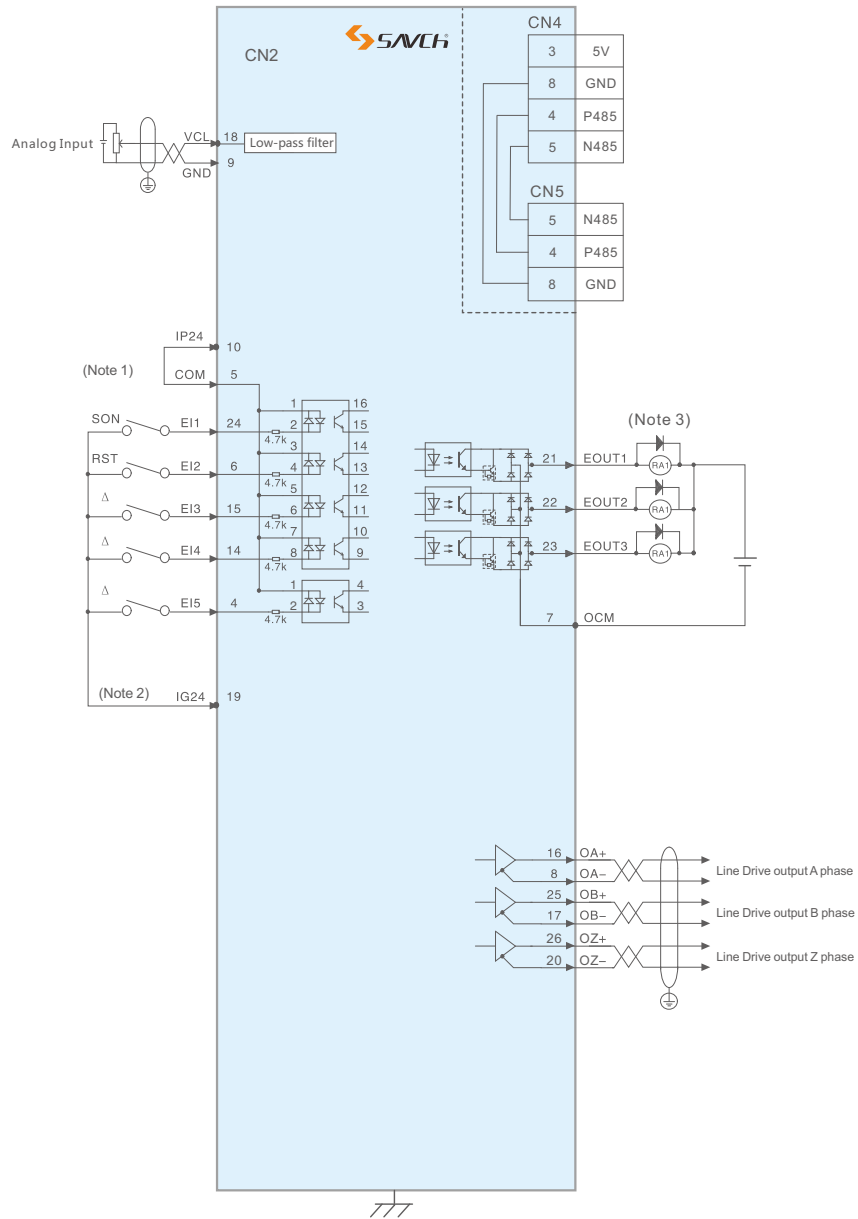 CN2
SAVCH
CN4
3 5V
8 GND
4 P485
5 N485
CN5
5 N485
4 P485
8 GND
Analog Input
VCL 18 Low-pass filter
GND 9
IP24 10
(Note 1)
COM 5
SON EI1 24 4.7k 1 2 16 15
RST EI2 6 4.7k 3 4 14 13
Δ EI3 15 4.7k 5 6 12 11
Δ EI4 14 4.7k 7 8 10 9
Δ EI5 4 4.7k 1 2 4 3
(Note 2) IG24 19
(Note 3)
21 EOUT1 RA1
22 EOUT2 RA1
23 EOUT3 RA1
7 OCM
16 OA+
8 OA−
Line Drive output A phase
25 OB+
17 OB−
Line Drive output B phase
26 OZ+
20 OZ−
Line Drive output Z phase